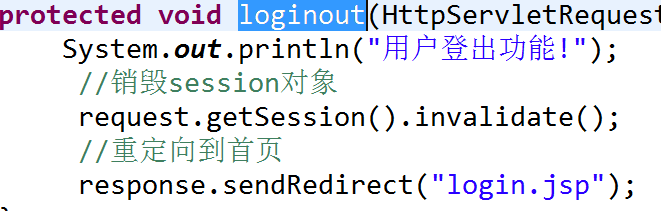 protected void loginout(HttpServletRequest
System.out.println("用户登出功能!");
//销毁session对象
request.getSession().invalidate();
//重定向到首页
response.sendRedirect("login.jsp");